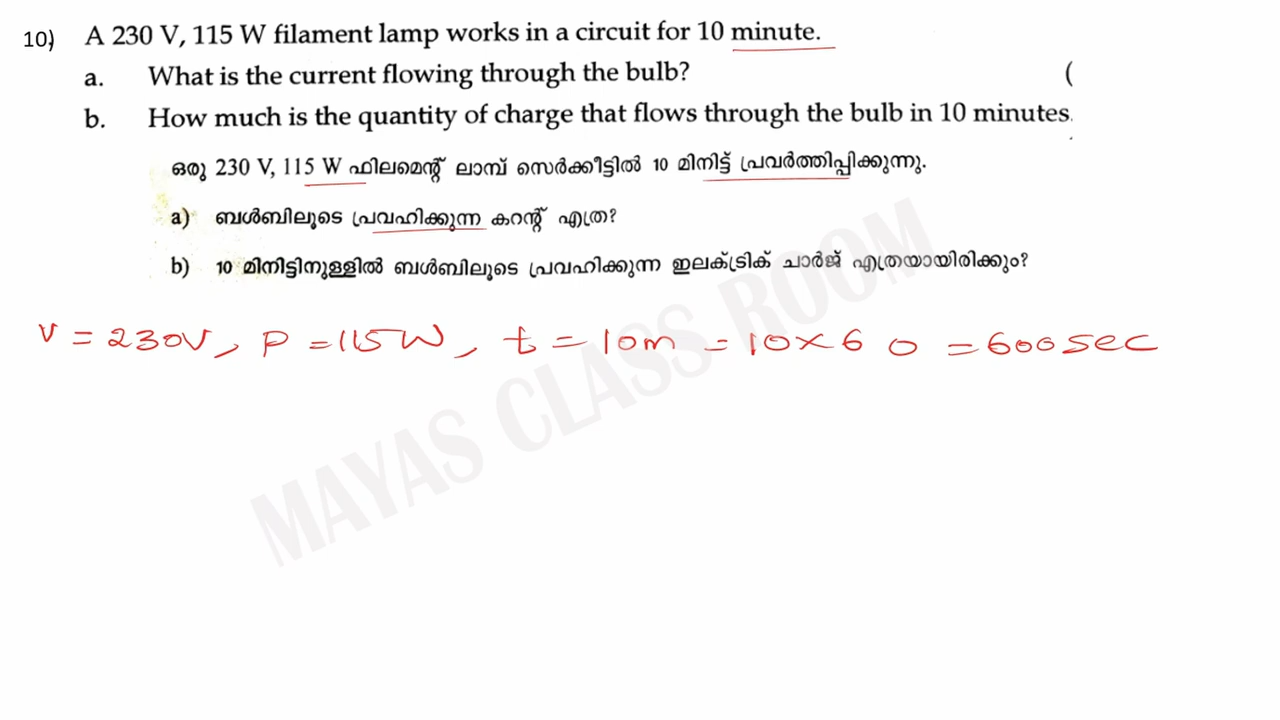 10) A 230 V, 115 W filament lamp works in a circuit for 10 minute.
a. What is the current flowing through the bulb? (
b. How much is the quantity of charge that flows through the bulb in 10 minutes.
ഒരു 230 V, 115 W ഫിലമെന്റ് ലാമ്പ് സെർക്കീട്ടിൽ 10 മിനിട്ട് പ്രവർത്തിപ്പിക്കുന്നു.
a) ബൾബിലൂടെ പ്രവഹിക്കുന്ന കറന്റ് എത്ര?
b) 10 മിനിട്ടിനുള്ളിൽ ബൾബിലൂടെ പ്രവഹിക്കുന്ന ഇലക്ട്രിക് ചാർജ് എത്രയായിരിക്കും?
V = 230V, P = 115 W, t = 10m = 10×60 = 600sec
MAYAS CLASS ROOM